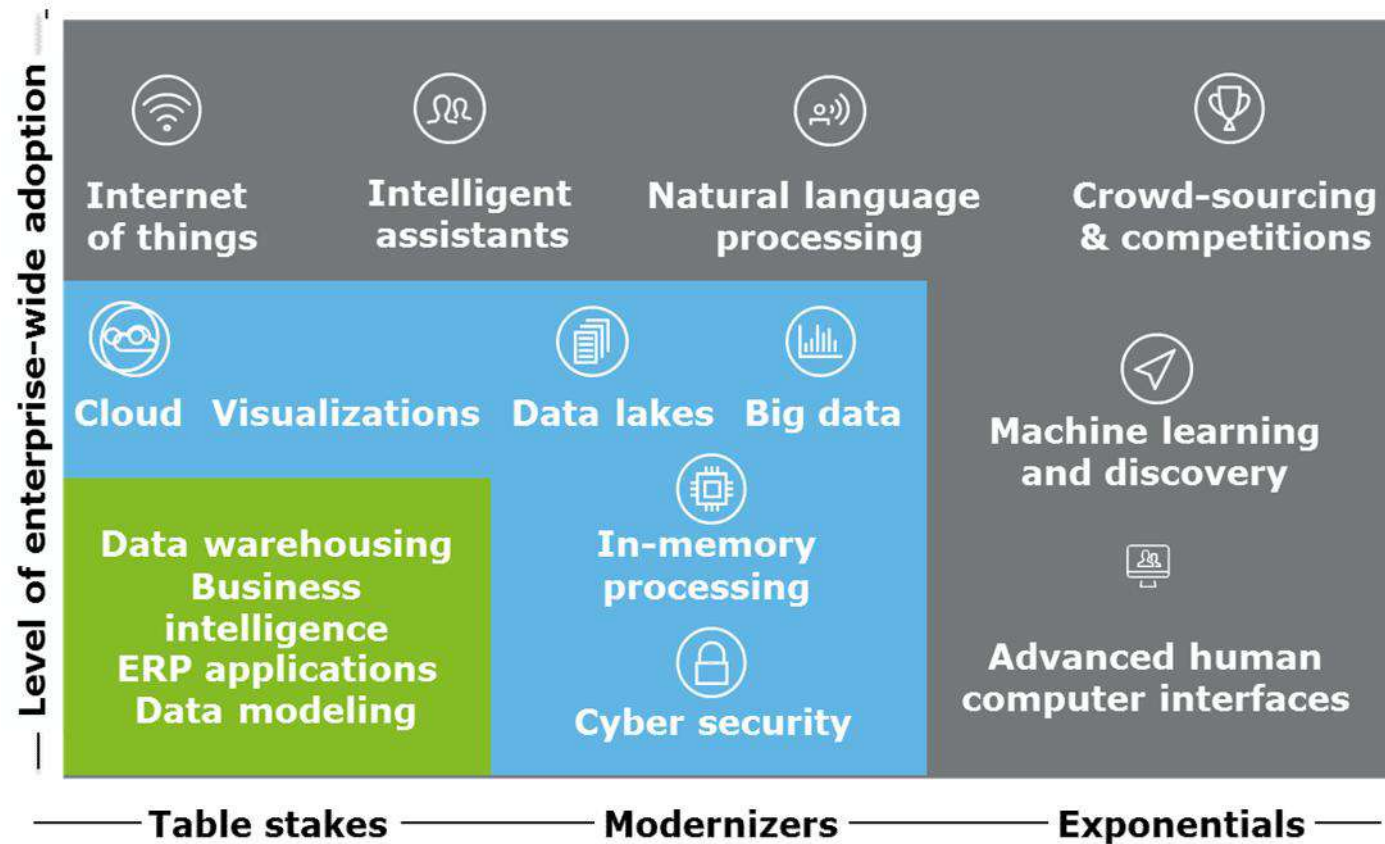 Level of enterprise-wide adoption
Internet
of things
Intelligent
assistants
Natural language
processing
Crowd-sourcing
& competitions
Cloud
Visualizations
Data lakes
Big data
Machine learning
and discovery
Data warehousing
Business
intelligence
ERP applications
Data modeling
In-memory
processing
Cyber security
Advanced human
computer interfaces
Table stakes
Modernizers
Exponentials